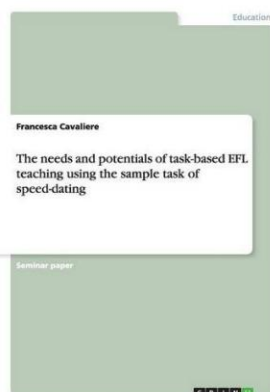 Education
Francesca Cavaliere
The needs and potentials of task-based EFL
teaching using the sample task of
speed-dating
Seminar paper
GRIN